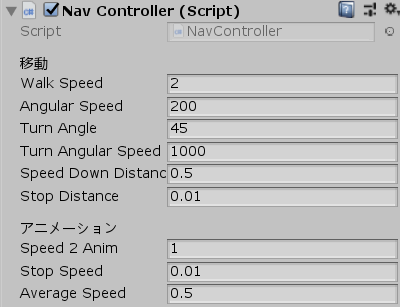 Nav Controller (Script)
Script NavController
移動
Walk Speed 2
Angular Speed 200
Turn Angle 45
Turn Angular Speed 1000
Speed Down Distanc 0.5
Stop Distance 0.01
アニメーション
Speed 2 Anim 1
Stop Speed 0.01
Average Speed 0.5